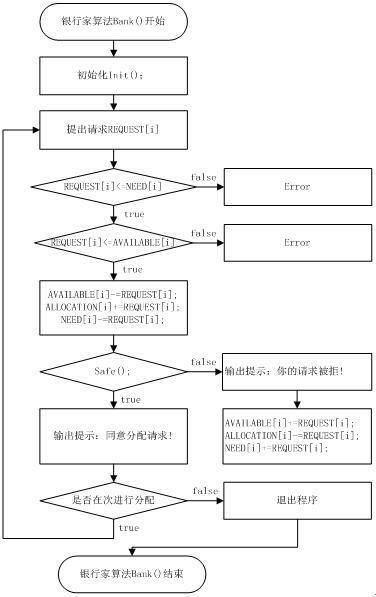 银行家算法Bank()开始
初始化Init();
提出请求REQUEST[i]
REQUEST[i]<=NEED[i]
false
Error
true
REQUEST[i]<=AVAILABLE[i]
false
Error
true
AVAILABLE[i]-=REQUEST[i];
ALLOCATION[i]+=REQUEST[i];
NEED[i]-=REQUEST[i];
Safe();
false
输出提示：你的请求被拒!
true
输出提示：同意分配请求!
AVAILABLE[i]+=REQUEST[i];
ALLOCATION[i]-=REQUEST[i];
NEED[i]+=REQUEST[i];
是否在次进行分配
false
退出程序
true
银行家算法Bank()结束